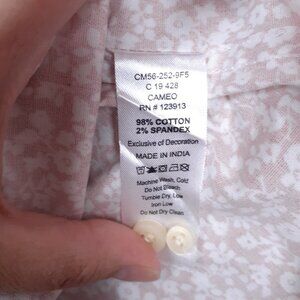 CM56-252-9F5
C 19 428
CAMEO
RN # 123913
98% COTTON
2% SPANDEX
Exclusive of Decoration
MADE IN INDIA
Machine Wash, Cold
Do Not Bleach
Tumble Dry, Low
Iron Low
Do Not Dry Clean